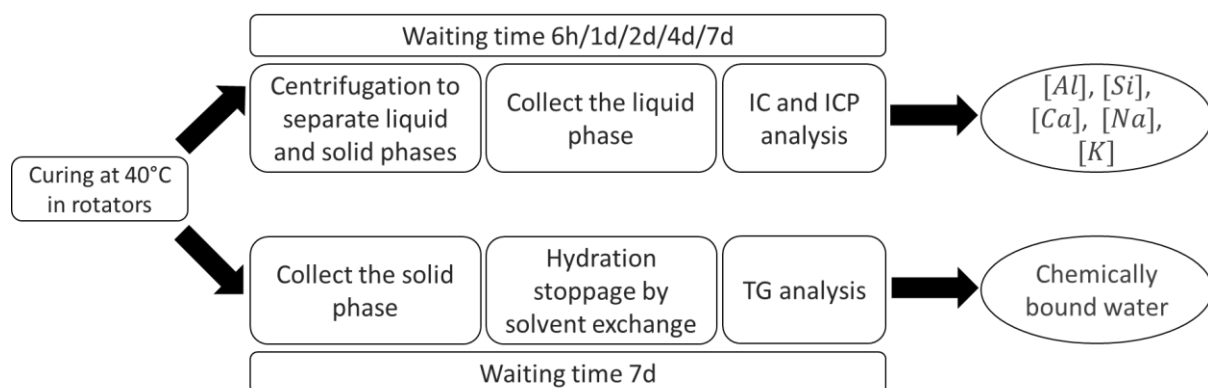 Waiting time 6h/1d/2d/4d/7d
Centrifugation to
separate liquid
and solid phases
Collect the liquid
phase
IC and ICP
analysis
[Al], [Si],
[Ca], [Na],
[K]
Curing at 40°C
in rotators
Collect the solid
phase
Hydration
stoppage by
solvent exchange
TG analysis
Chemically
bound water
Waiting time 7d